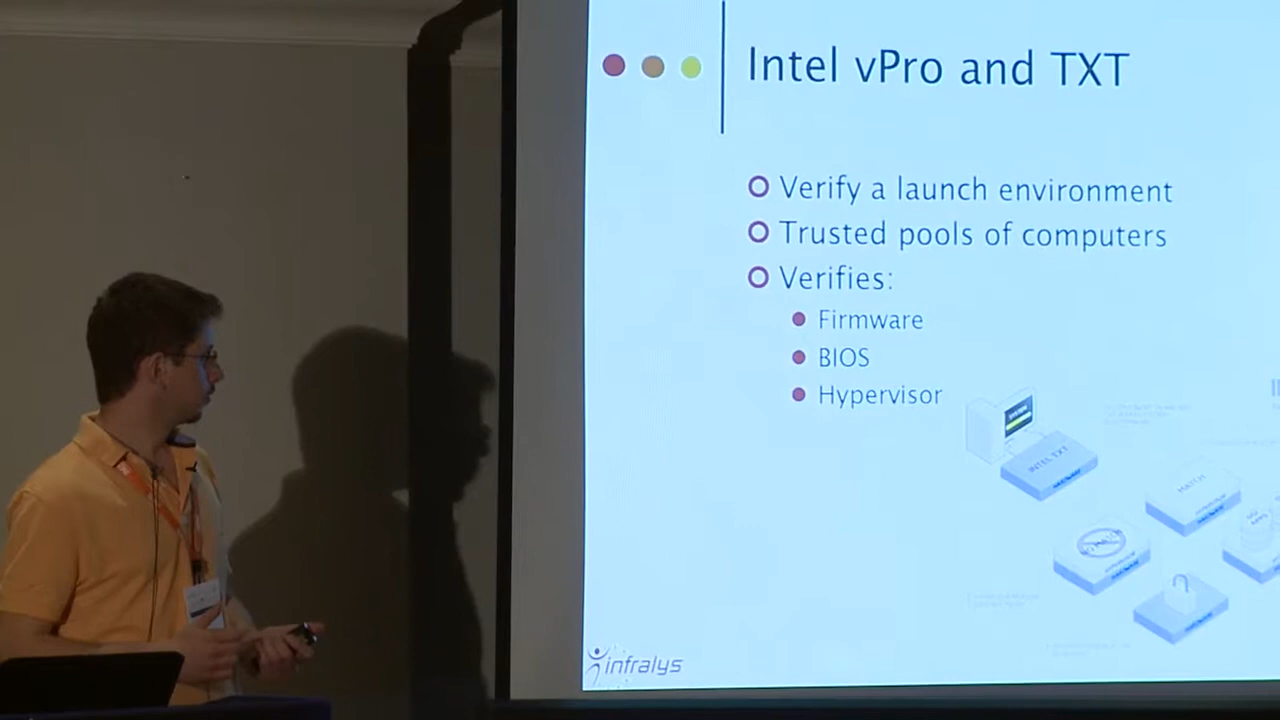 Intel vPro and TXT
Verify a launch environment
Trusted pools of computers
Verifies:
Firmware
BIOS
Hypervisor
INTEL TXT
infralys